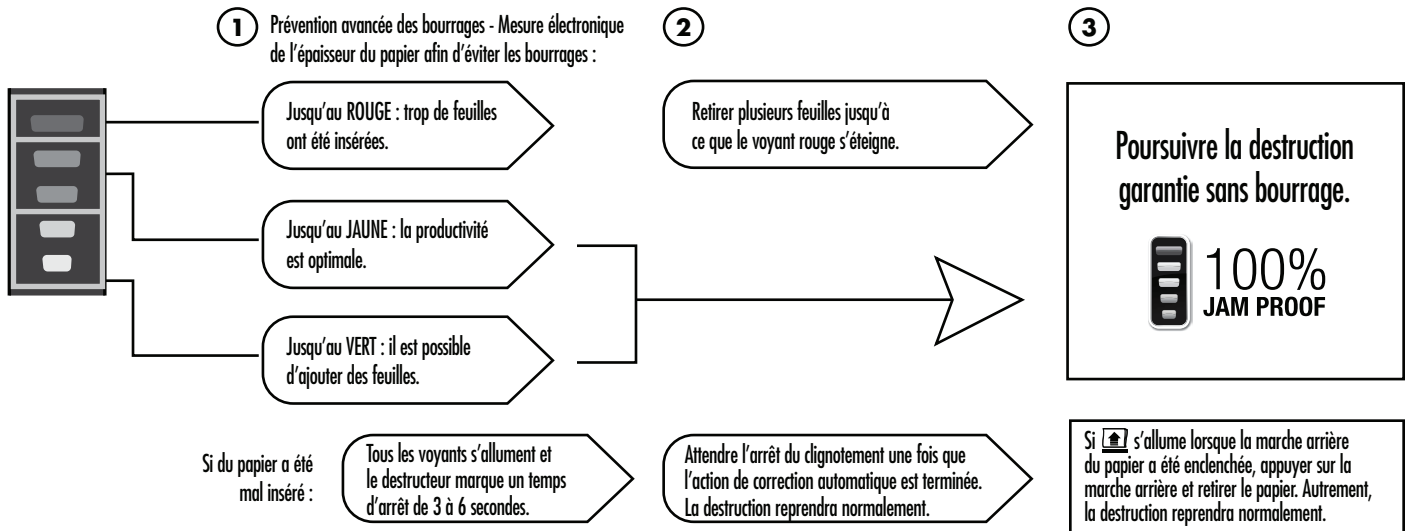 1
Prévention avancée des bourrages - Mesure électronique
de l'épaisseur du papier afin d'éviter les bourrages :
2
3
Jusqu'au ROUGE : trop de feuilles
ont été insérées.
Retirer plusieurs feuilles jusqu'à
ce que le voyant rouge s'éteigne.
Jusqu'au JAUNE : la productivité
est optimale.
Jusqu'au VERT : il est possible
d'ajouter des feuilles.
Poursuivre la destruction
garantie sans bourrage.
100%
JAM PROOF
Si du papier a été
mal inséré :
Tous les voyants s'allument et
le destructeur marque un temps
d'arrêt de 3 à 6 secondes.
Attendre l'arrêt du clignotement une fois que
l'action de correction automatique est terminée.
La destruction reprendra normalement.
Si s'allume lorsque la marche arrière
du papier a été enclenchée, appuyer sur la
marche arrière et retirer le papier. Autrement,
la destruction reprendra normalement.